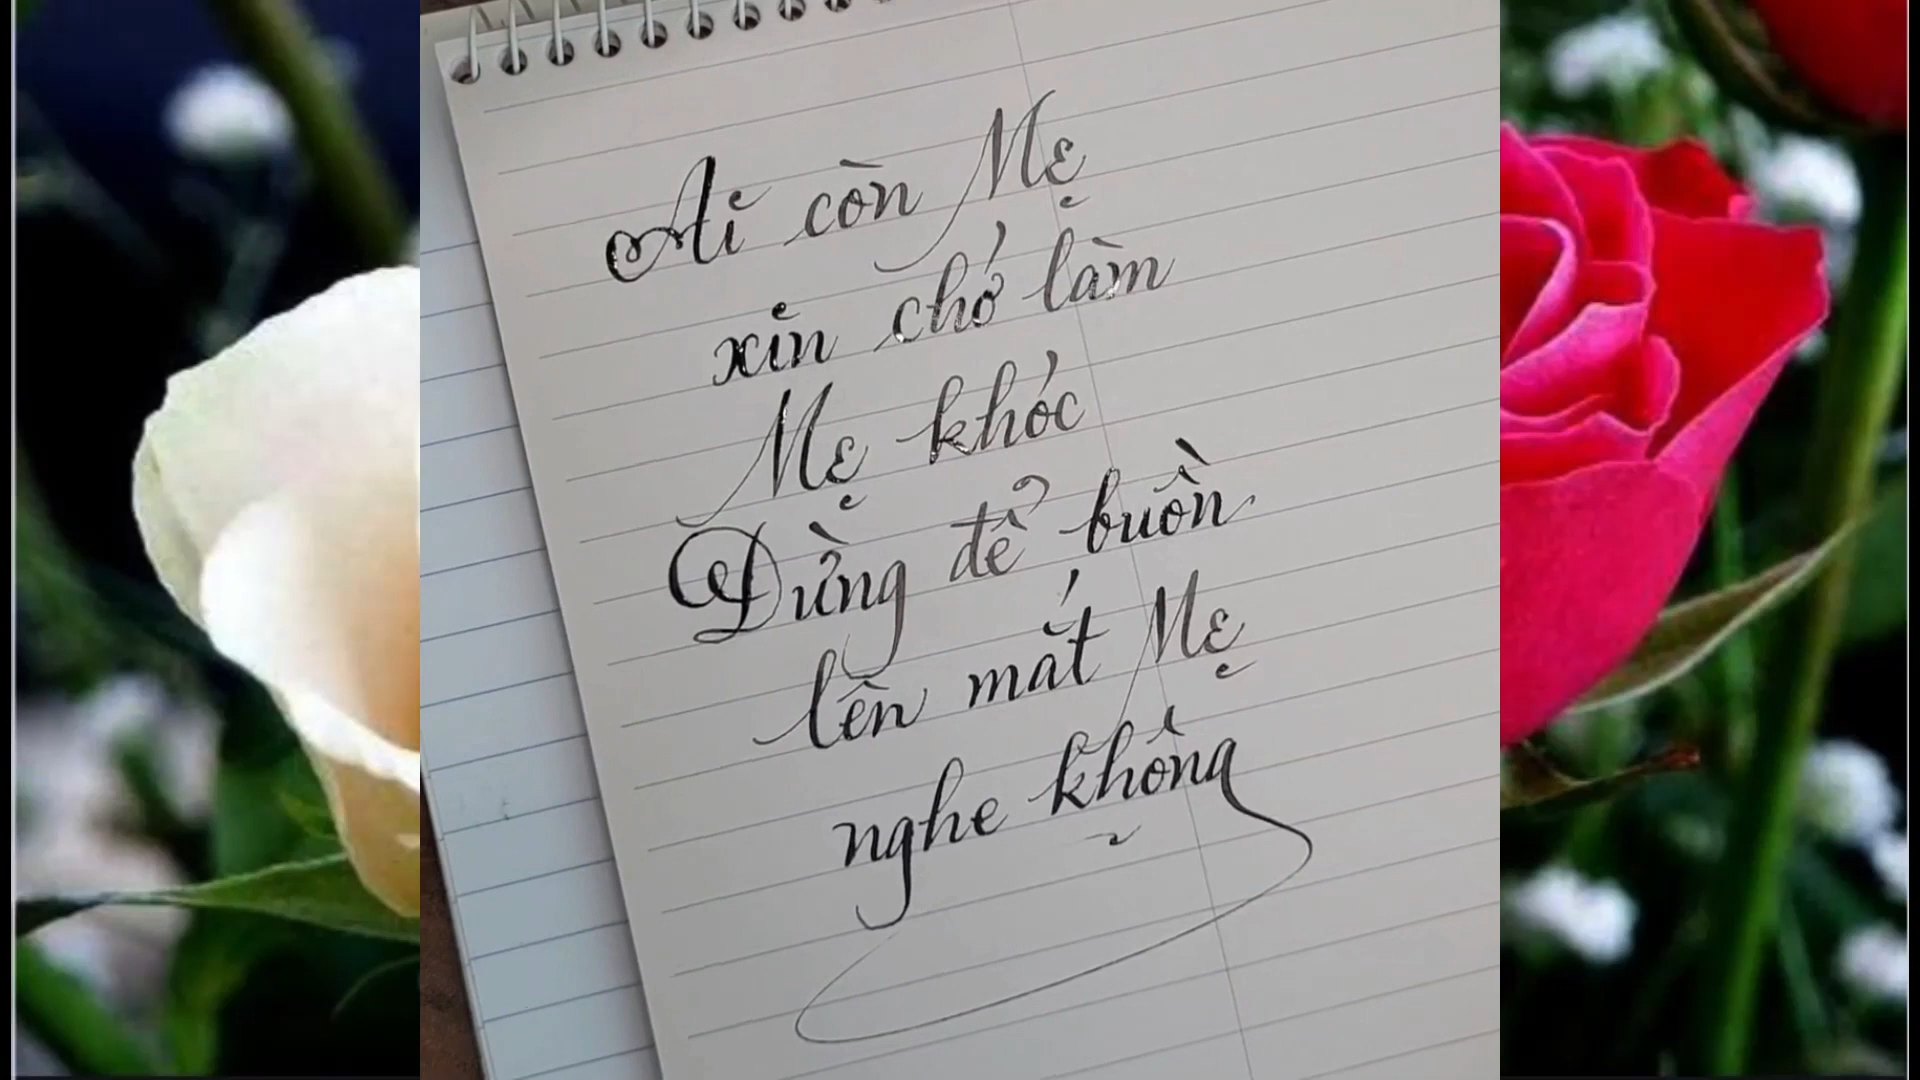 Ai còn Mẹ
xin chớ làm
Mẹ khóc
Đừng để buồn
lên mắt Mẹ
nghe không